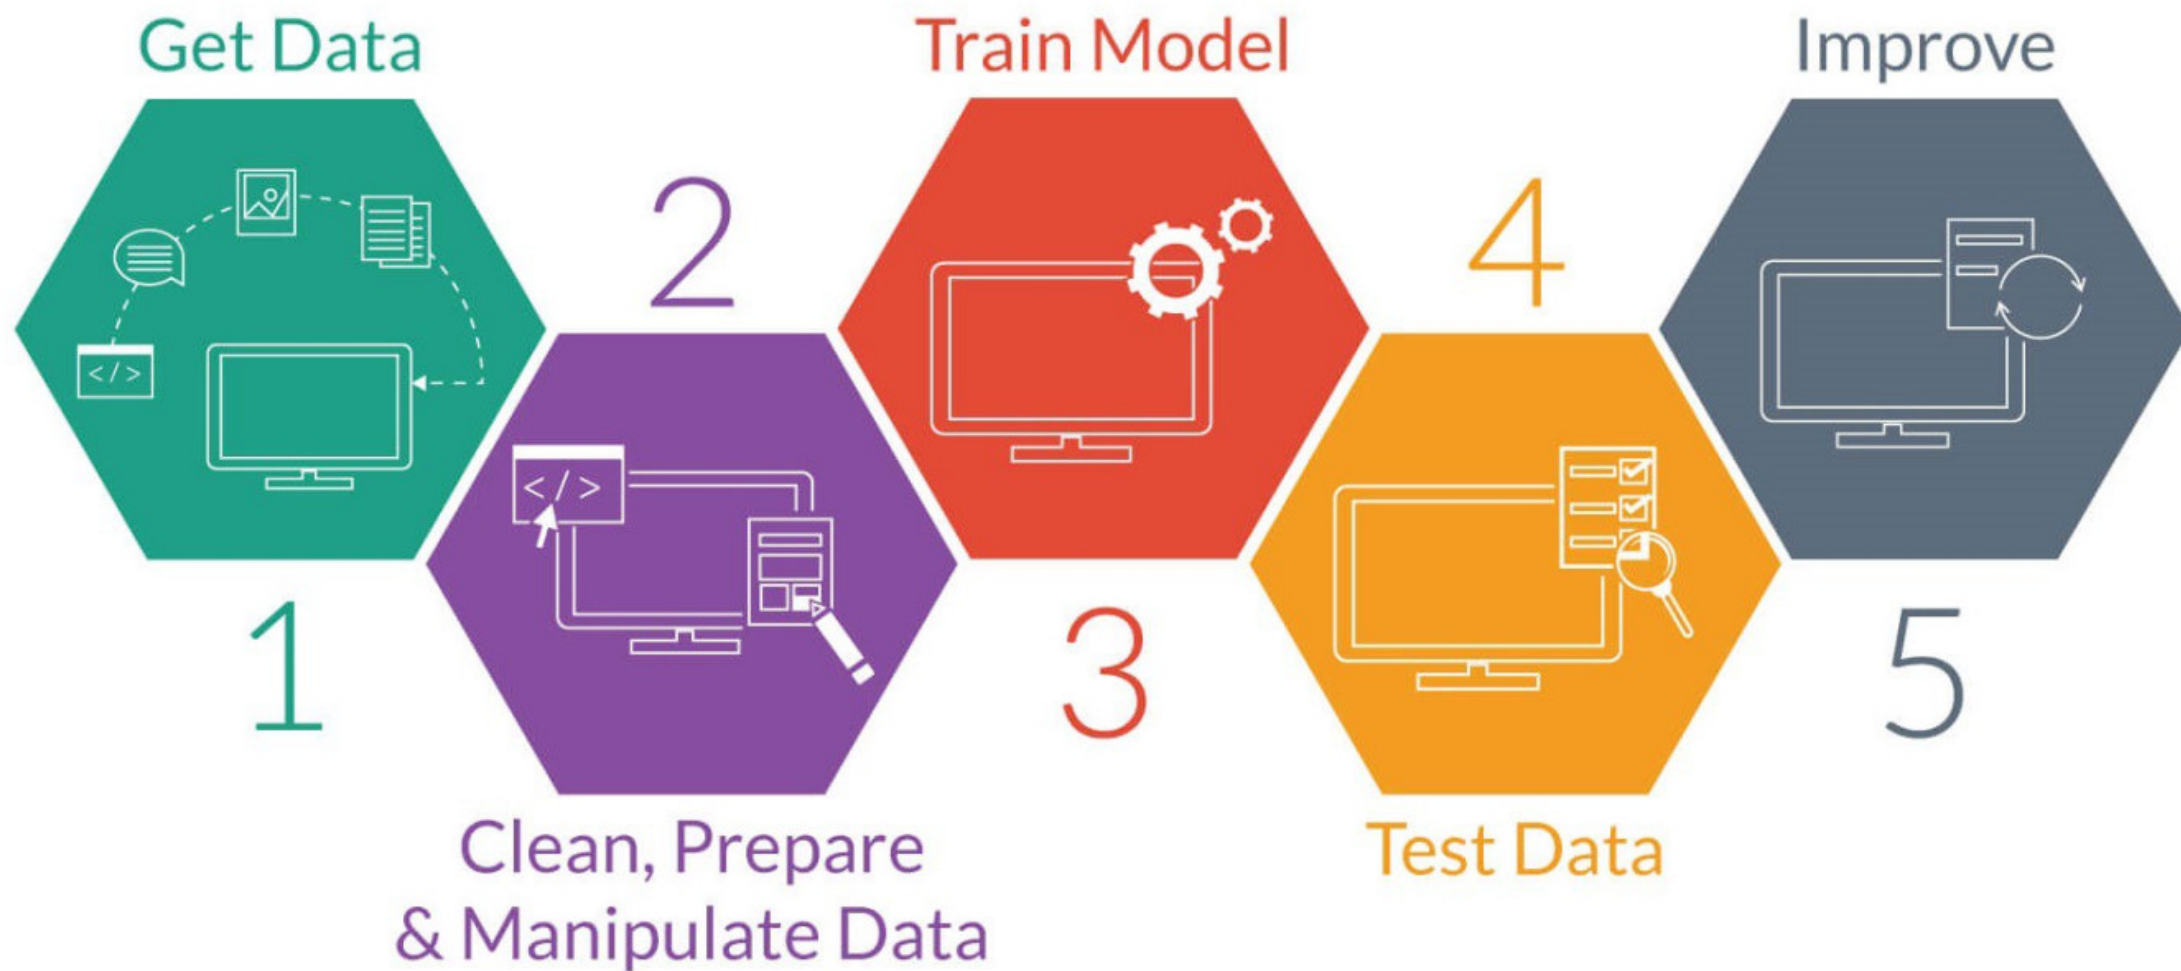 Get Data
1
</>
2
</>
Clean, Prepare
& Manipulate Data
Train Model
3
4
Test Data
Improve
5